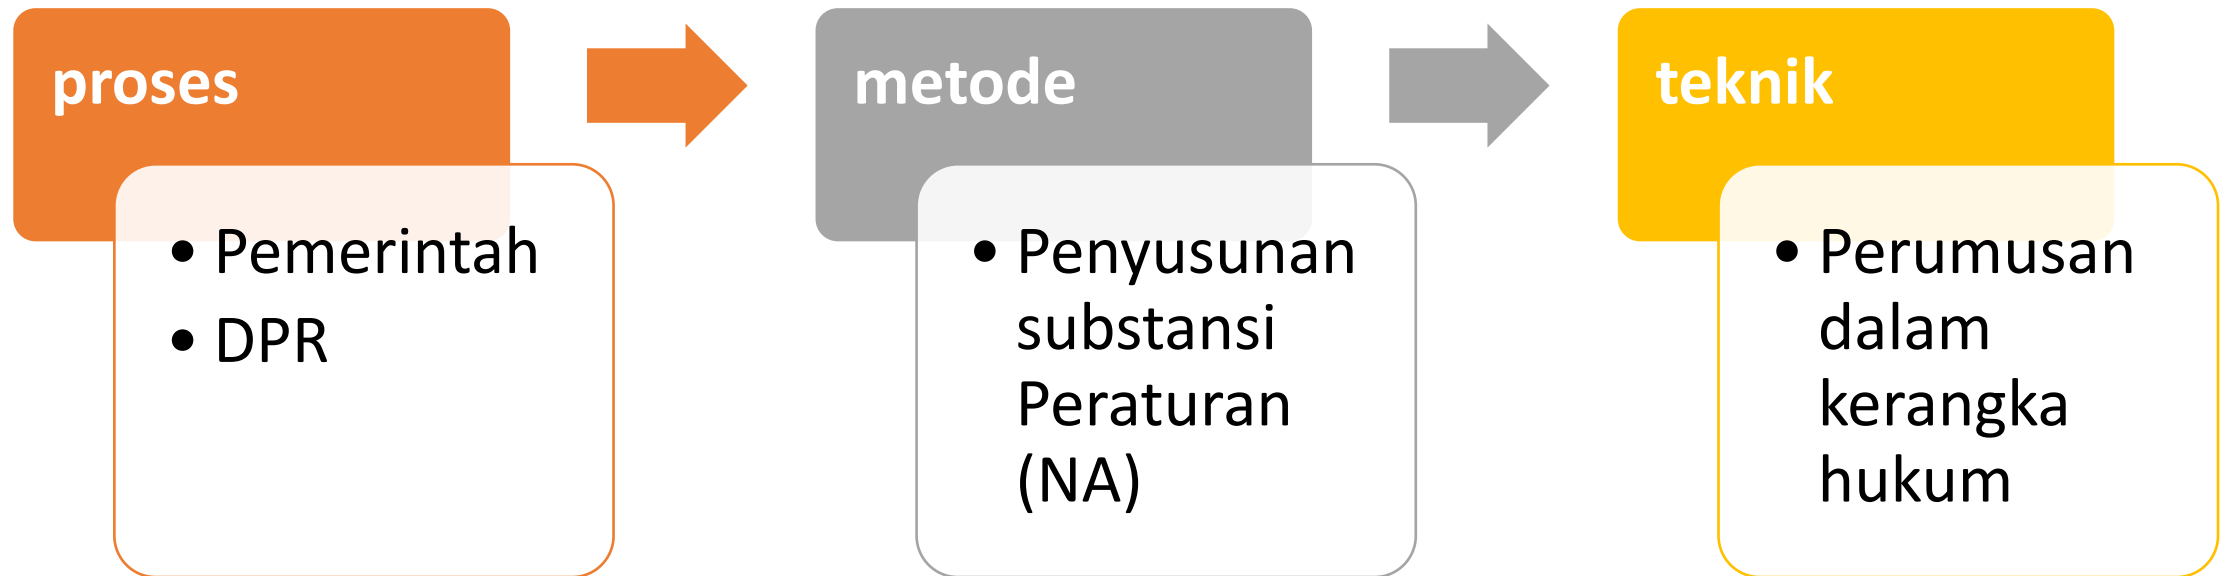 proses
• Pemerintah
• DPR
metode
• Penyusunan
substansi
Peraturan
(NA)
teknik
• Perumusan
dalam
kerangka
hukum